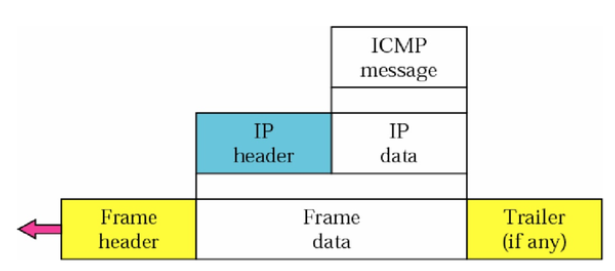 ICMP
message
IP
header
IP
data
Frame
header
Frame
data
Trailer
(if any)